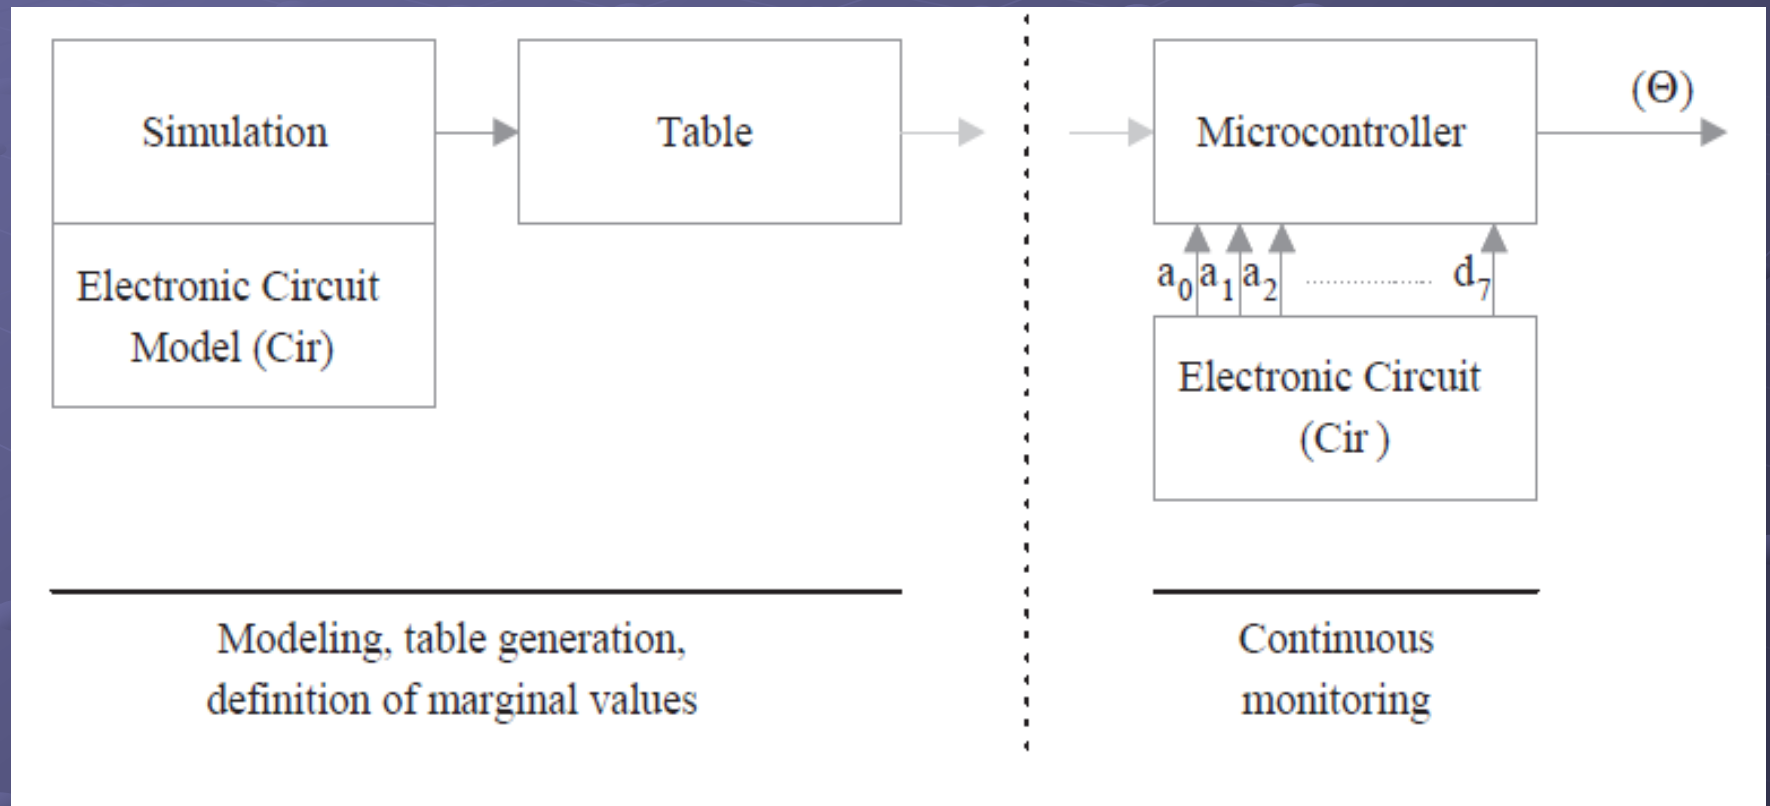 Simulation
Table
Microcontroller
(Θ)
Electronic Circuit
Model (Cir)
a0 a1 a2 ................ d7
Electronic Circuit
(Cir )
Modeling, table generation,
definition of marginal values
Continuous
monitoring